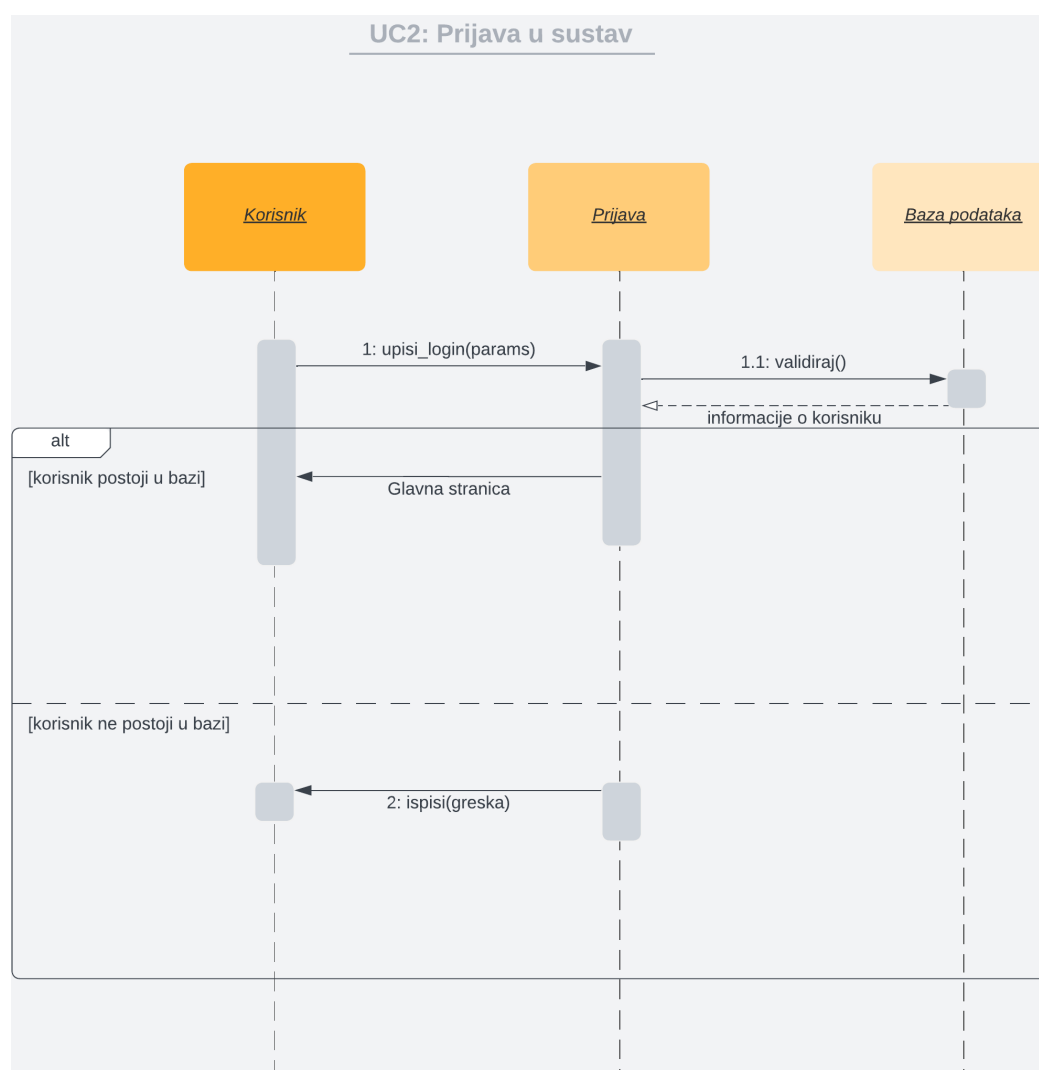 UC2: Prijava u sustav
Korisnik
Prijava
Baza podataka
1: upisi_login(params)
1.1: validiraj()
informacije o korisniku
alt
[korisnik postoji u bazi]
Glavna stranica
[korisnik ne postoji u bazi]
2: ispisi(greska)